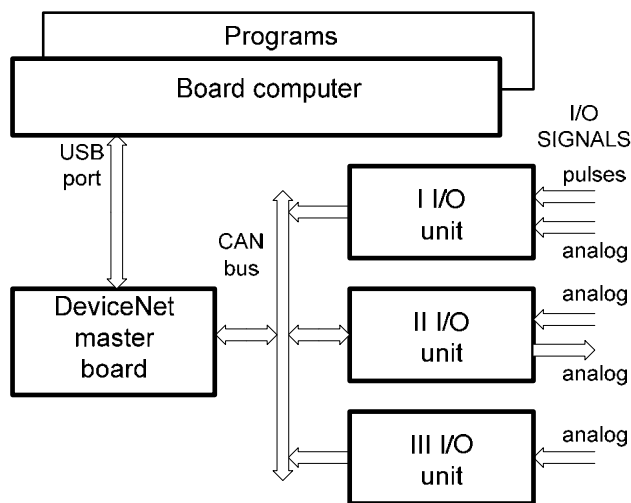 Programs
Board computer
I/O
SIGNALS
USB
port
pulses
I I/O
unit
analog
CAN
bus
DeviceNet
master
board
analog
II I/O
unit
analog
analog
III I/O
unit